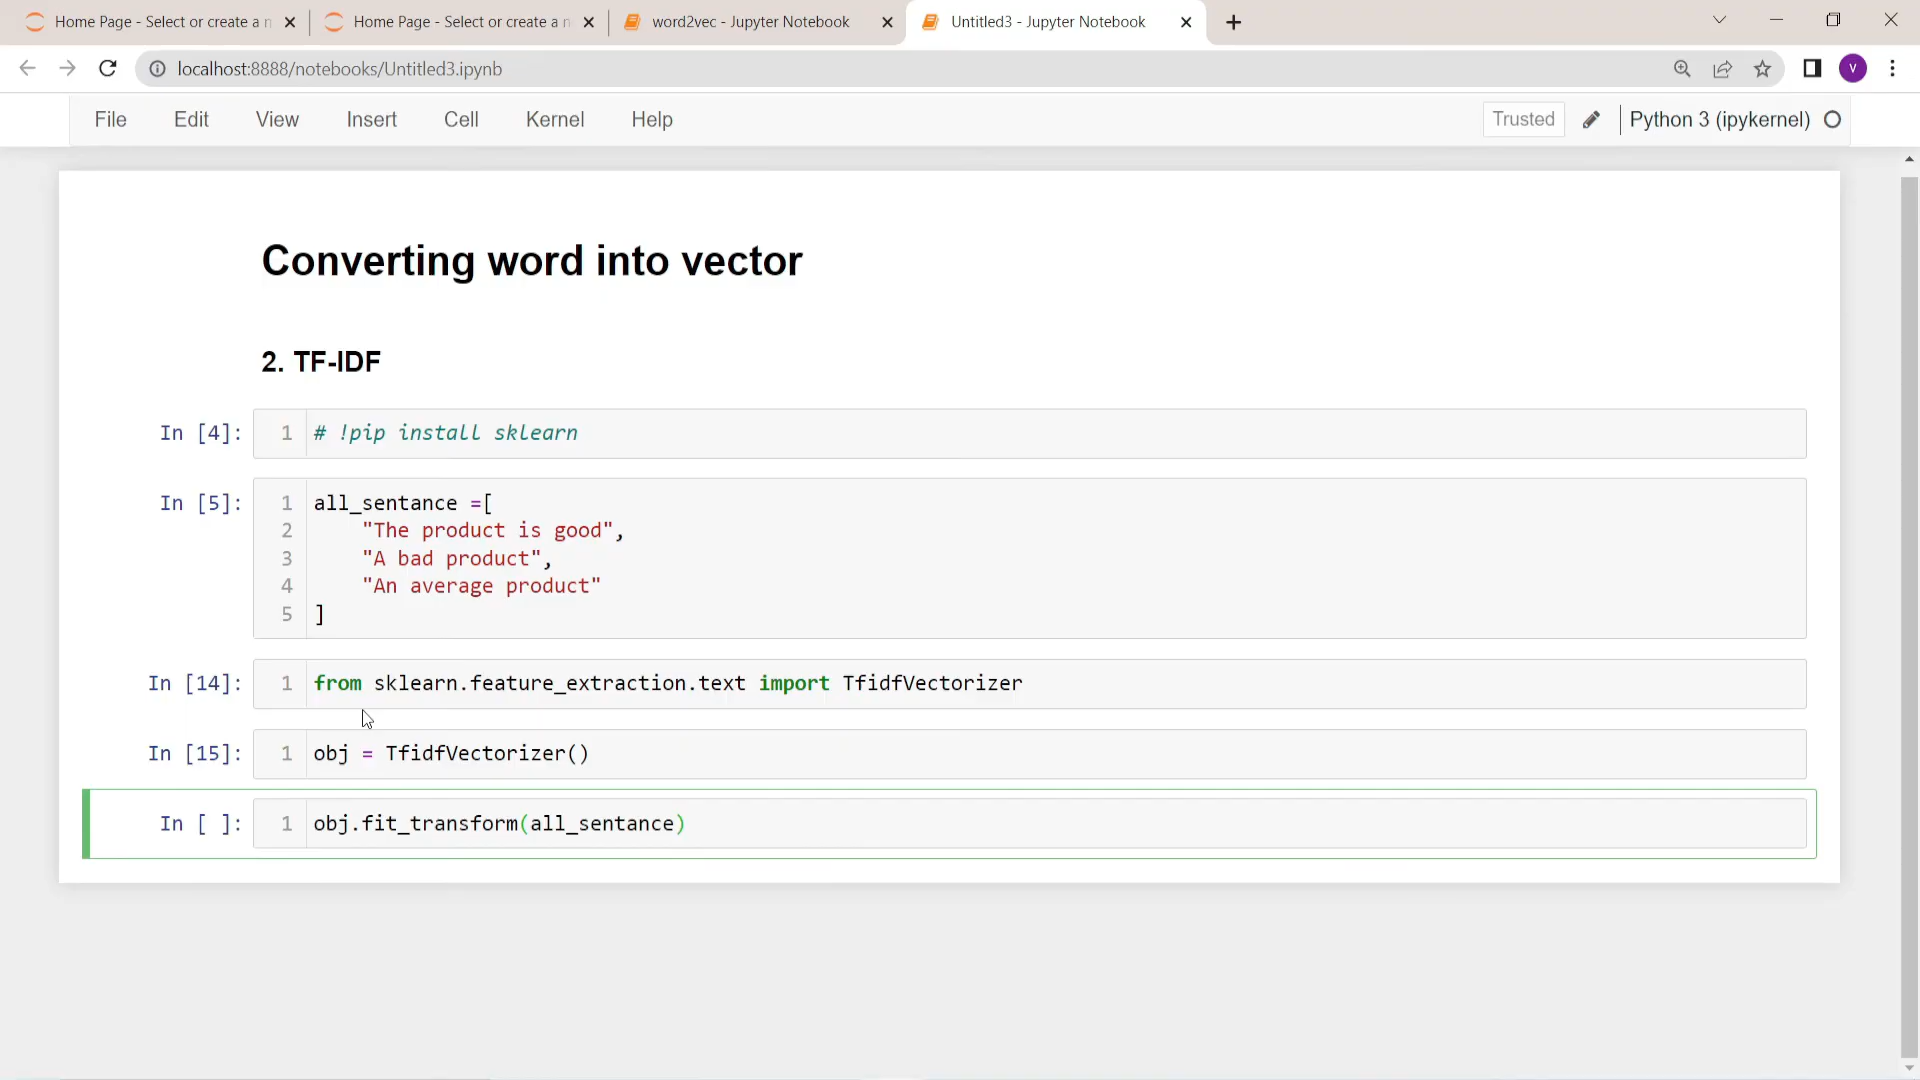 Home Page - Select or create a n
Home Page - Select or create a n
word2vec - Jupyter Notebook
Untitled3 - Jupyter Notebook
localhost:8888/notebooks/Untitled3.ipynb
V
File Edit View Insert Cell Kernel Help
Trusted
Python 3 (ipykernel)
Converting word into vector
2. TF-IDF
In [4]: 1 # !pip install sklearn
In [5]: 1 all_sentance =[
2 "The product is good",
3 "A bad product",
4 "An average product"
5 ]
In [14]: 1 from sklearn.feature_extraction.text import TfidfVectorizer
In [15]: 1 obj = TfidfVectorizer()
In [ ]: 1 obj.fit_transform(all_sentance)